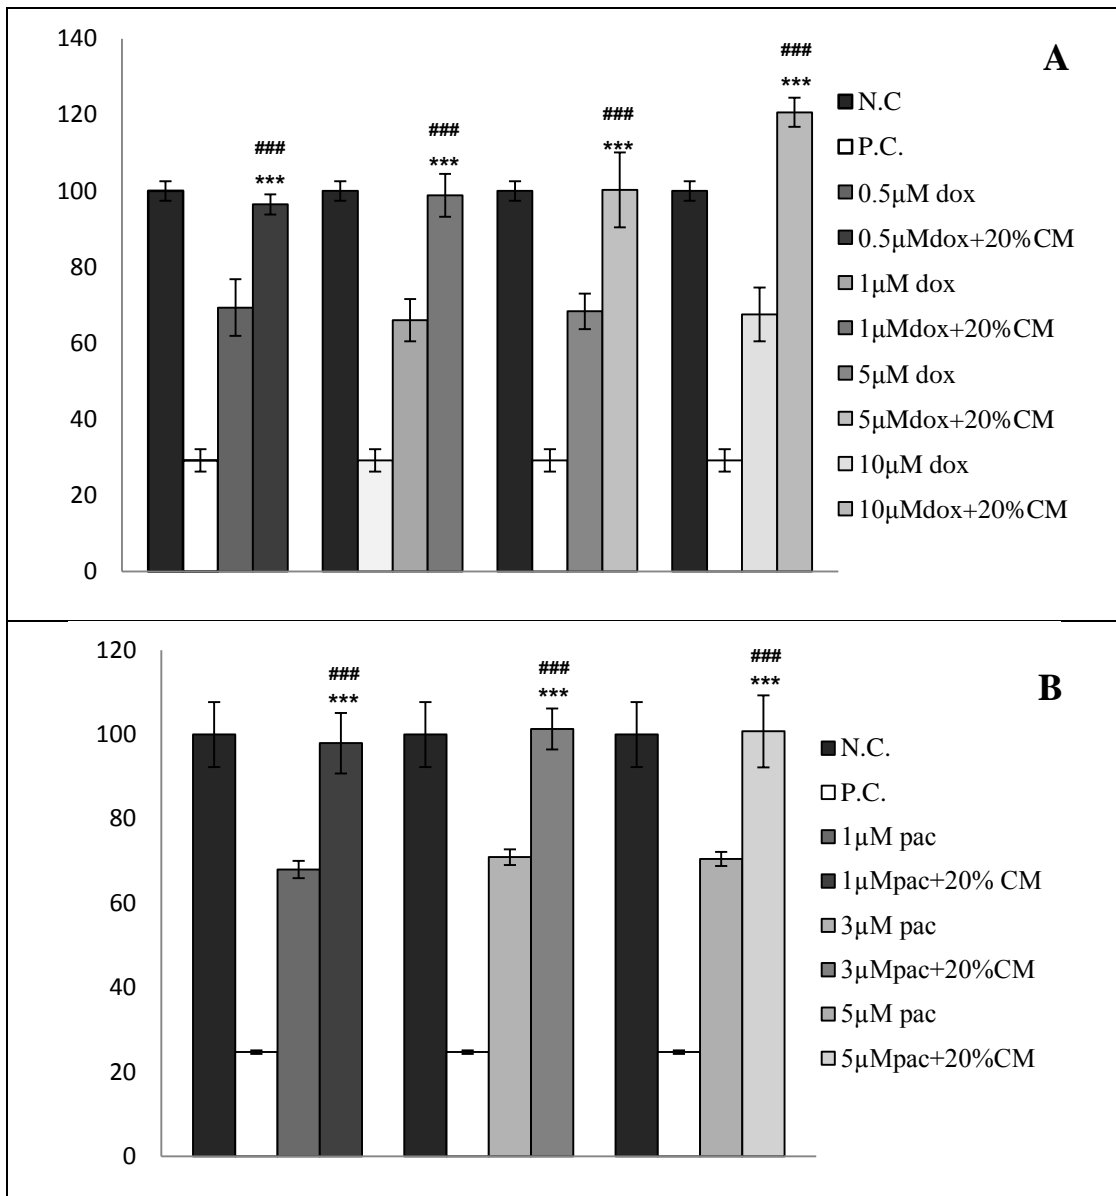 140
120
100
80
60
40
20
0
###
***
###
***
###
***
###
***
A
N.C
P.C.
0.5µM dox
0.5µMdox+20%CM
1µM dox
1µMdox+20%CM
5µM dox
5µMdox+20%CM
10µM dox
10µMdox+20%CM
120
100
80
60
40
20
0
###
***
###
***
###
***
B
N.C.
P.C.
1µM pac
1µMpac+20% CM
3µM pac
3µMpac+20%CM
5µM pac
5µMpac+20%CM